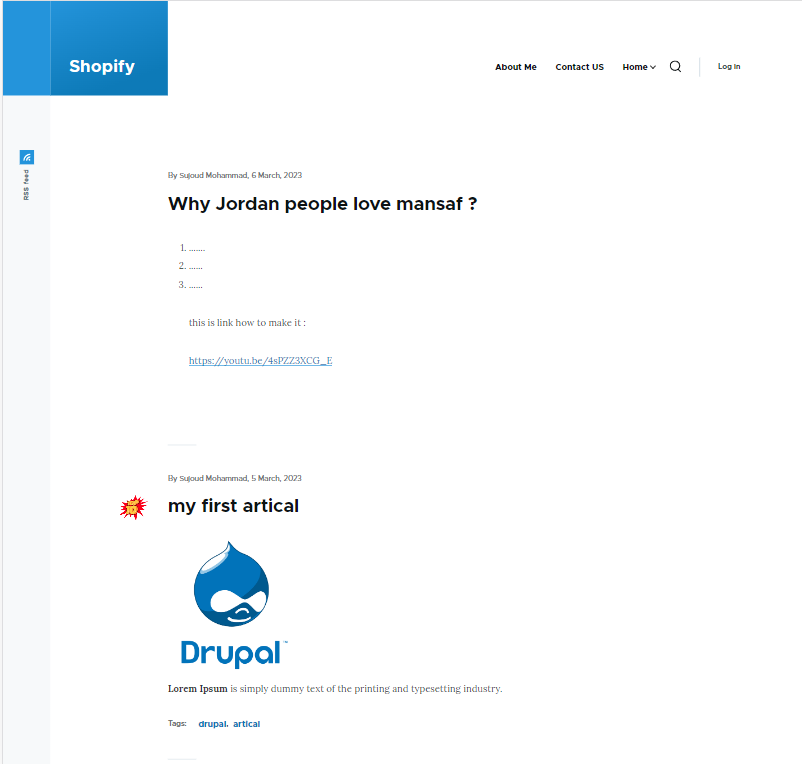 Shopify
About Me Contact US Home Log In
RSS feed
By Sujoud Mohammad, 6 March, 2023
Why Jordan people love mansaf ?
1. .......
2. ......
3. ......
this is link how to make it :
https://youtu.be/4sPZZ3XCG_E
By Sujoud Mohammad, 5 March, 2023
my first artical
Drupal™
Lorem Ipsum is simply dummy text of the printing and typesetting industry.
Tags: drupal, artical